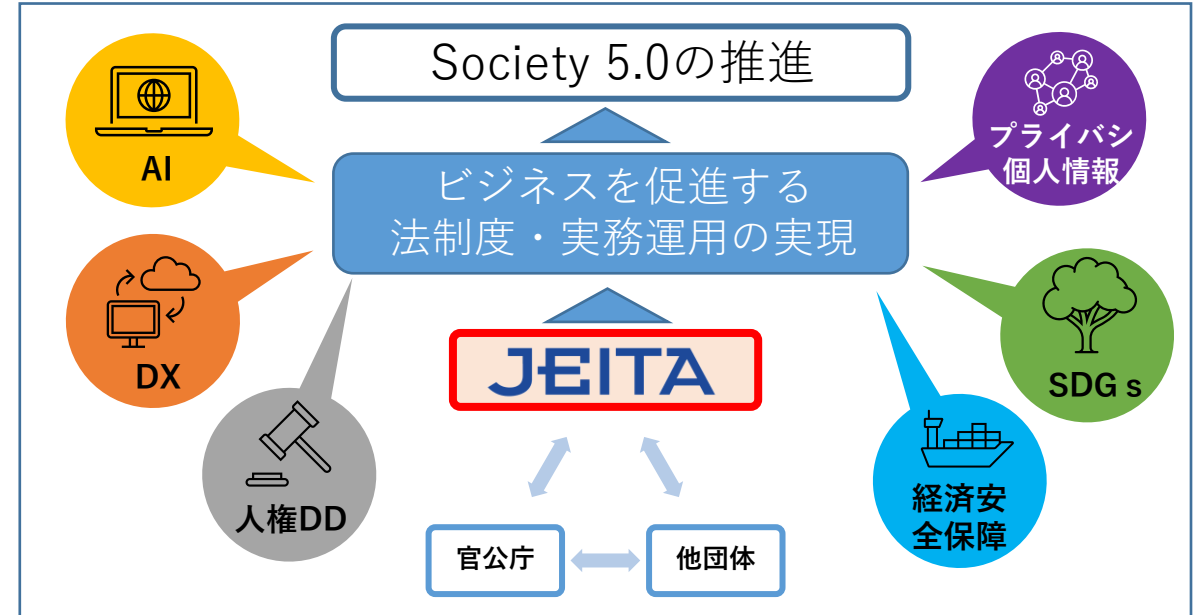 Society 5.0の推進
AI
プライバシ
個人情報
ビジネスを促進する
法制度・実務運用の実現
DX
SDG s
JEITA
人権DD
経済安
全保障
官公庁
他団体